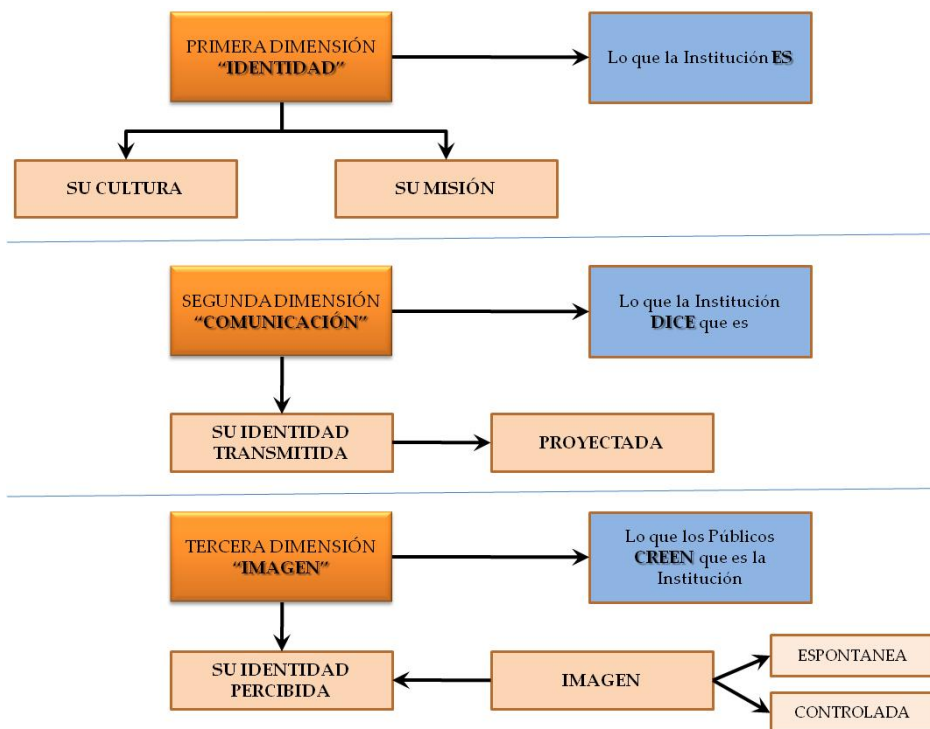 PRIMERA DIMENSIÓN
“IDENTIDAD”
Lo que la Institución ES
SU CULTURA
SU MISIÓN
SEGUNDA DIMENSIÓN
“COMUNICACIÓN”
Lo que la Institución
DICE que es
SU IDENTIDAD
TRANSMITIDA
PROYECTADA
TERCERA DIMENSIÓN
“IMAGEN”
Lo que los Públicos
CREEN que es la
Institución
SU IDENTIDAD
PERCIBIDA
IMAGEN
ESPONTANEA
CONTROLADA